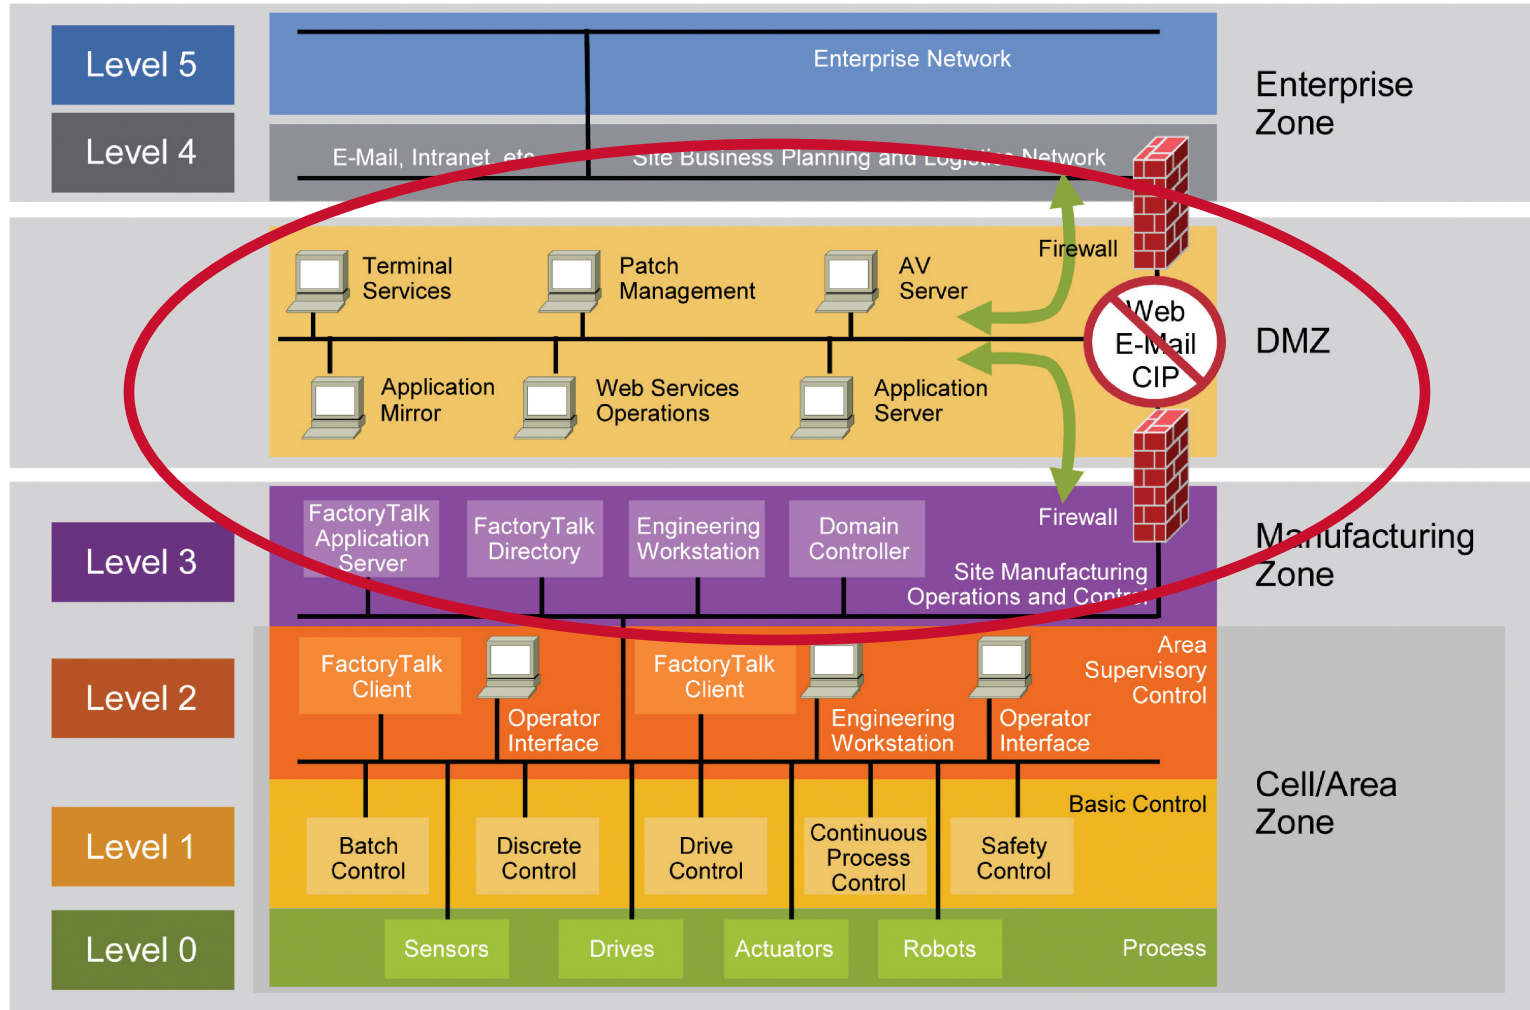 Level 5
Enterprise Network
Enterprise
Zone
Level 4
E-Mail, Intranet, etc.
Site Business Planning and Logistics Network
Terminal
Services
Patch
Management
AV
Server
Firewall
Web
E-Mail
CIP
DMZ
Application
Mirror
Web Services
Operations
Application
Server
Level 3
FactoryTalk
Application
Server
FactoryTalk
Directory
Engineering
Workstation
Domain
Controller
Firewall
Site Manufacturing
Operations and Control
Manufacturing
Zone
Level 2
FactoryTalk
Client
Operator
Interface
FactoryTalk
Client
Engineering
Workstation
Operator
Interface
Area
Supervisory
Control
Level 1
Basic Control
Batch
Control
Discrete
Control
Drive
Control
Continuous
Process
Control
Safety
Control
Cell/Area
Zone
Level 0
Sensors
Drives
Actuators
Robots
Process